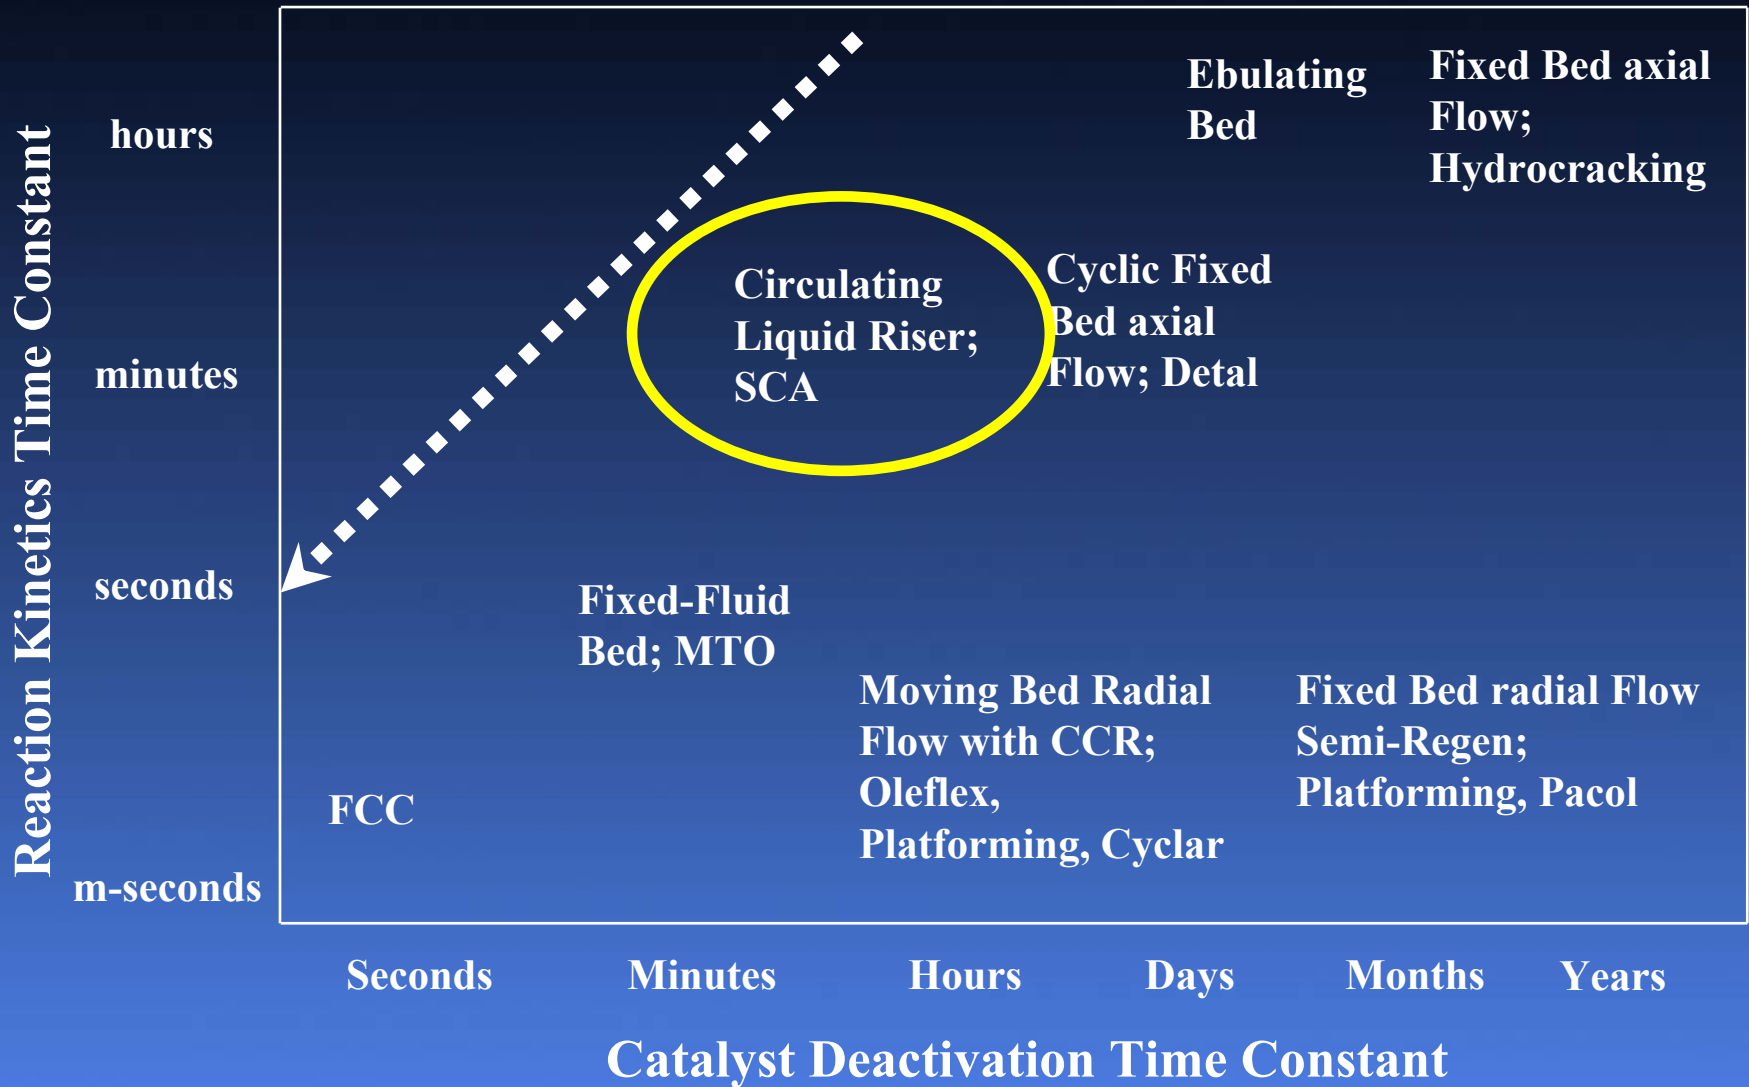 Reaction Kinetics Time Constant
hours
minutes
seconds
m-seconds
Ebulating
Bed
Fixed Bed axial
Flow;
Hydrocracking
Circulating
Liquid Riser;
SCA
Cyclic Fixed
Bed axial
Flow; Detal
Fixed-Fluid
Bed; MTO
Moving Bed Radial
Flow with CCR;
Oleflex,
Platforming, Cyclar
Fixed Bed radial Flow
Semi-Regen;
Platforming, Pacol
FCC
Seconds
Minutes
Hours
Days
Months
Years
Catalyst Deactivation Time Constant